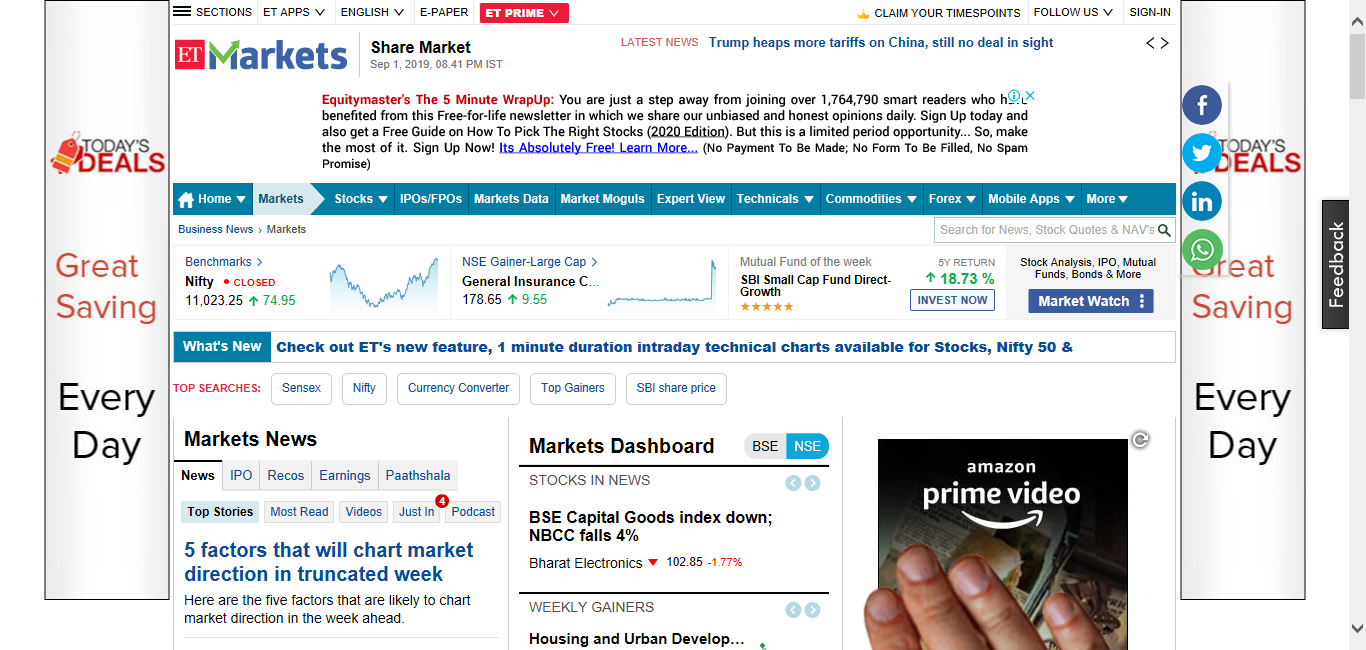 SECTIONS ET APPS ENGLISH E-PAPER ET PRIME CLAIM YOUR TIMESPOINTS FOLLOW US SIGN-IN
ET Markets
Share Market
Sep 1, 2019, 08.41 PM IST
LATEST NEWS Trump heaps more tariffs on China, still no deal in sight
Equitymaster's The 5 Minute WrapUp: You are just a step away from joining over 1,764,790 smart readers who
benefited from this Free-for-life newsletter in which we share our unbiased and honest opinions daily. Sign Up today and
also get a Free Guide on How To Pick The Right Stocks (2020 Edition). But this is a limited period opportunity... So, make
the most of it. Sign Up Now! Its Absolutely Free! Learn More... (No Payment To Be Made; No Form To Be Filled, No Spam
Promise)
Home Markets Stocks IPOs/FPOs Markets Data Market Moguls Expert View Technicals Commodities Forex Mobile Apps More
Business News › Markets
Search for News, Stock Quotes & NAV's
Benchmarks
Nifty CLOSED
11,023.25 74.95
NSE Gainer-Large Cap
General Insurance C...
178.65 9.55
Mutual Fund of the week
SBI Small Cap Fund Direct-
Growth
★★★★★
5Y RETURN
18.73 %
INVEST NOW
Stock Analysis, IPO, Mutual
Funds, Bonds & More
Market Watch
What's New Check out ET's new feature, 1 minute duration intraday technical charts available for Stocks, Nifty 50 &
TOP SEARCHES: Sensex Nifty Currency Converter Top Gainers SBI share price
Markets News
News IPO Recos Earnings Paathshala
Top Stories Most Read Videos Just In 4 Podcast
5 factors that will chart market
direction in truncated week
Here are the five factors that are likely to chart
market direction in the week ahead.
Markets Dashboard BSE NSE
STOCKS IN NEWS
BSE Capital Goods index down;
NBCC falls 4%
Bharat Electronics 102.85 -1.77%
WEEKLY GAINERS
Housing and Urban Develop...
amazon
prime video
TODAY'S
DEALS
Great
Saving
Every
Day
TODAY'S
DEALS
Great
Saving
Every
Day
Feedback